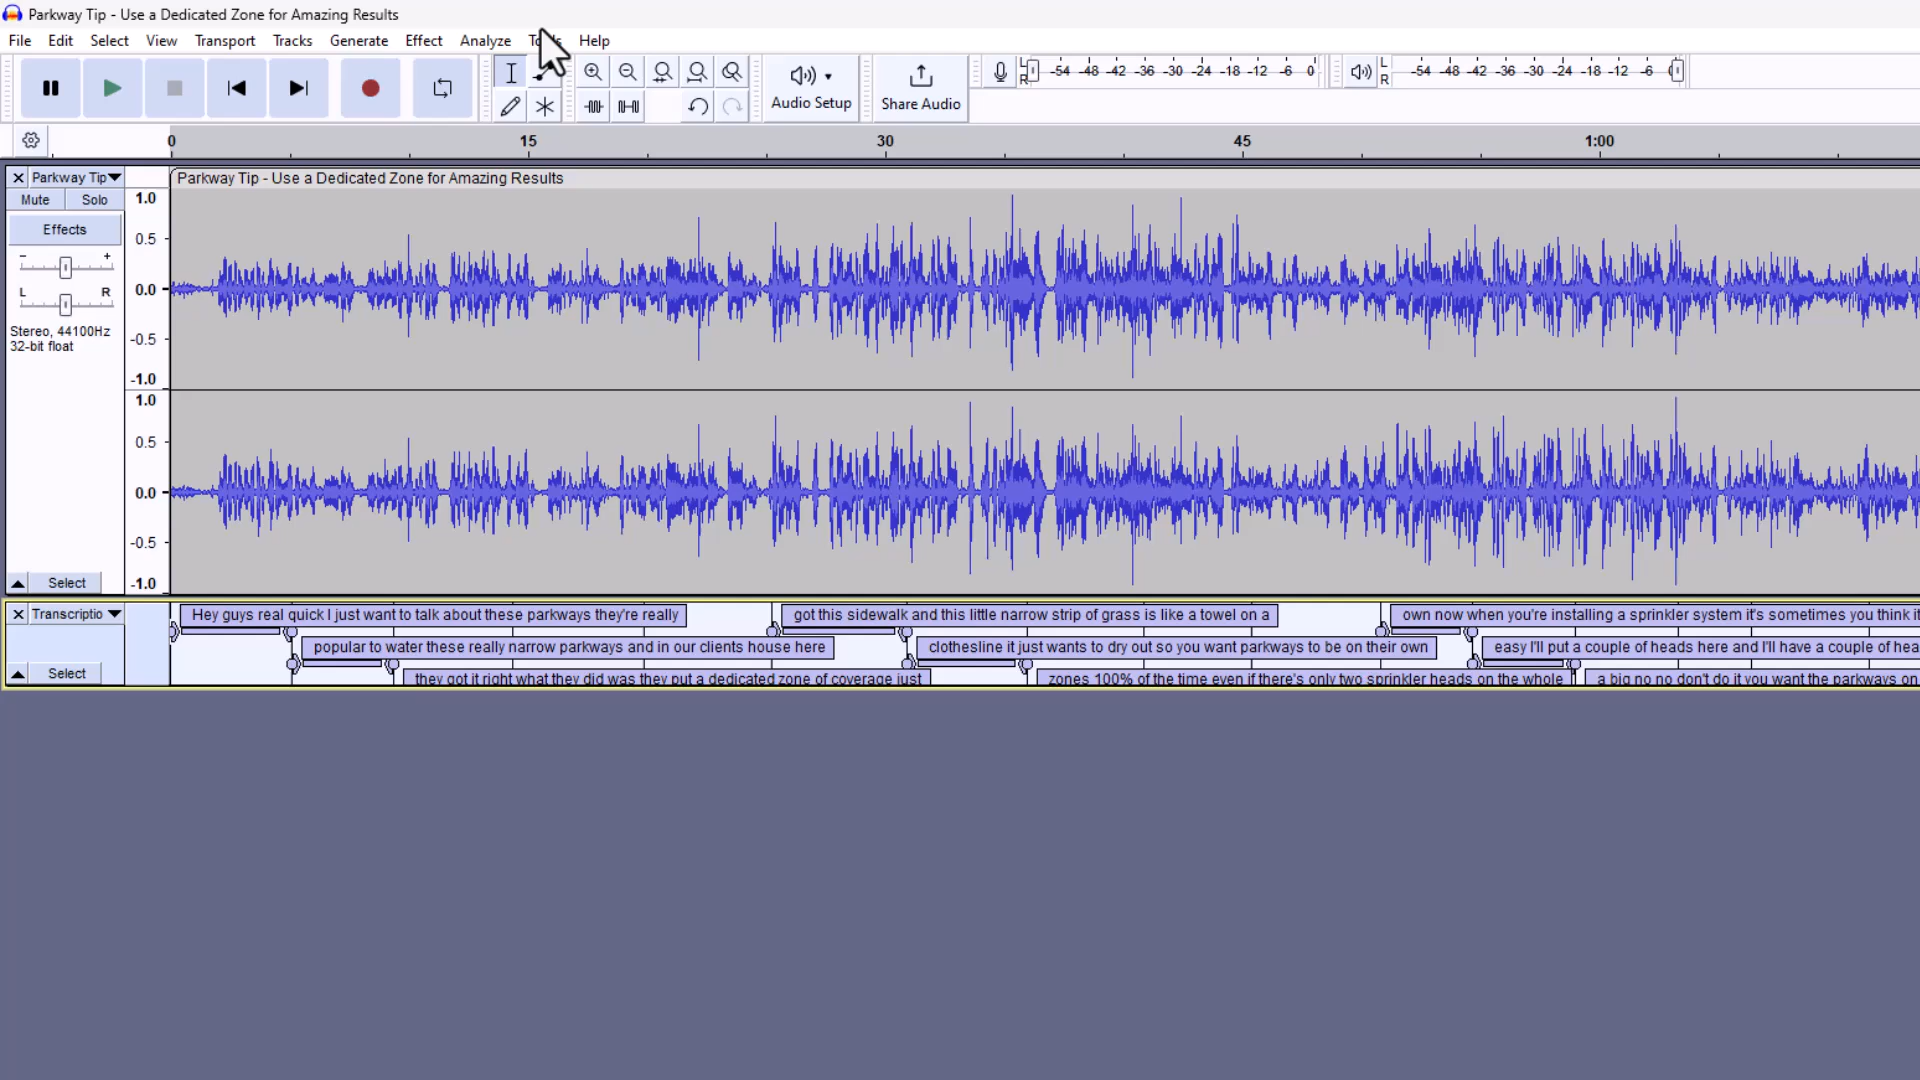 Parkway Tip - Use a Dedicated Zone for Amazing Results
File Edit Select View Transport Tracks Generate Effect Analyze Help
Audio Setup
Share Audio
L
R
-54 -48 -42 -36 -30 -24 -18 -12 -6 0
L
R
-54 -48 -42 -36 -30 -24 -18 -12 -6
0 15 30 45 1:00
Parkway Tip
Parkway Tip - Use a Dedicated Zone for Amazing Results
Mute Solo
Effects
- +
L R
Stereo, 44100Hz
32-bit float
Select
1.0
0.5
0.0
-0.5
-1.0
1.0
0.5
0.0
-0.5
-1.0
Transcriptio
Select
Hey guys real quick I just want to talk about these parkways they're really
got this sidewalk and this little narrow strip of grass is like a towel on a
own now when you're installing a sprinkler system it's sometimes you think it
popular to water these really narrow parkways and in our clients house here
clothesline it just wants to dry out so you want parkways to be on their own
easy I'll put a couple of heads here and I'll have a couple of hea
they got it right what they did was they put a dedicated zone of coverage just
zones 100% of the time even if there's only two sprinkler heads on the whole
a big no no don't do it you want the parkways on